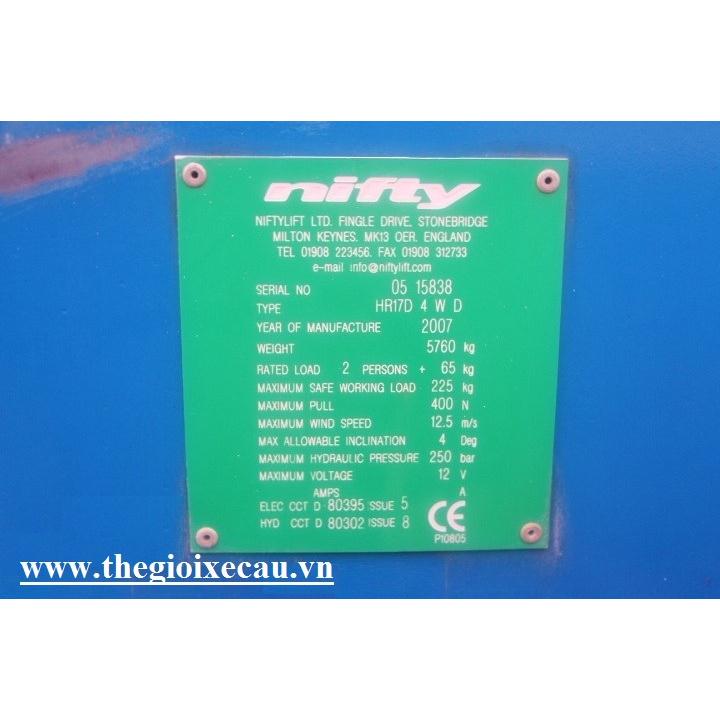 nifty
NIFTYLIFT LTD. FINGLE DRIVE, STONEBRIDGE
MILTON KEYNES. MK13 OER. ENGLAND
TEL 01908 223456. FAX 01908 312733
e-mail info@niftylift.com
SERIAL NO 05 15838
TYPE HR17D 4 W D
YEAR OF MANUFACTURE 2007
WEIGHT 5760 kg
RATED LOAD 2 PERSONS + 65 kg
MAXIMUM SAFE WORKING LOAD 225 kg
MAXIMUM PULL 400 N
MAXIMUM WIND SPEED 12.5 m/s
MAX ALLOWABLE INCLINATION 4 Deg
MAXIMUM HYDRAULIC PRESSURE 250 bar
MAXIMUM VOLTAGE 12 V
AMPS A
ELEC CCT D 80395 ISSUE 5
HYD CCT D 80302 ISSUE 8
CE
P10805
www.thegioixecau.vn